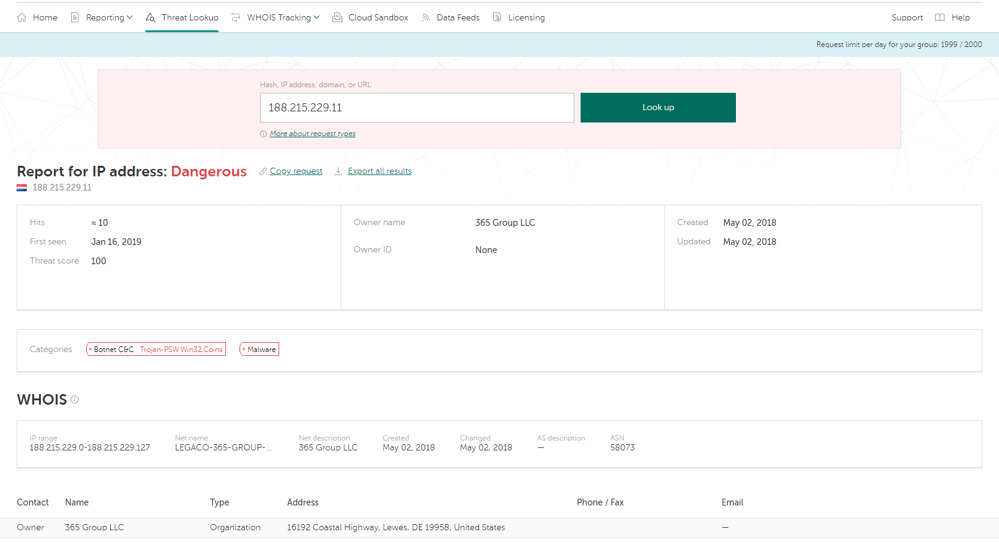 Home Reporting Threat Lookup WHOIS Tracking Cloud Sandbox Data Feeds Licensing Support Help
Request limit per day for your group: 1999 / 2000
Hash, IP address, domain, or URL
188.215.229.11 Look up
More about request types
Report for IP address: Dangerous Copy request Export all results
188.215.229.11
Hits ≈ 10 Owner name 365 Group LLC Created May 02, 2018
First seen Jan 16, 2019 Owner ID None Updated May 02, 2018
Threat score 100
Categories Botnet C&C Trojan-PSW.Win32.Coins Malware
WHOIS
IP range Net name Net description Created Changed AS description ASN
188.215.229.0-188.215.229.127 LEGACO-365-GROUP-... 365 Group LLC May 02, 2018 May 02, 2018 — 58073
Contact Name Type Address Phone / Fax Email
Owner 365 Group LLC Organization 16192 Coastal Highway, Lewes, DE 19958, United States —